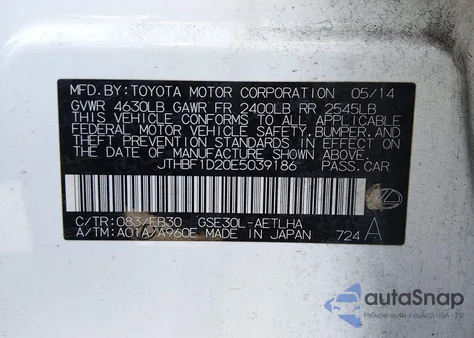 MFD.BY:TOYOTA MOTOR CORPORATION 05/14
GVWR 4630LB GAWR FR 2400LB RR 2545LB
THIS VEHICLE CONFORMS TO ALL APPLICABLE
FEDERAL MOTOR VEHICLE SAFETY, BUMPER, AND
THEFT PREVENTION STANDARDS IN EFFECT ON
THE DATE OF MANUFACTURE SHOWN ABOVE.
JTHBF1D20E5039186 PASS.CAR
C/TR:083/EB30 GSE30L-AETLHA
A/TM:A01A/A960E MADE IN JAPAN 724 A
autoSnap